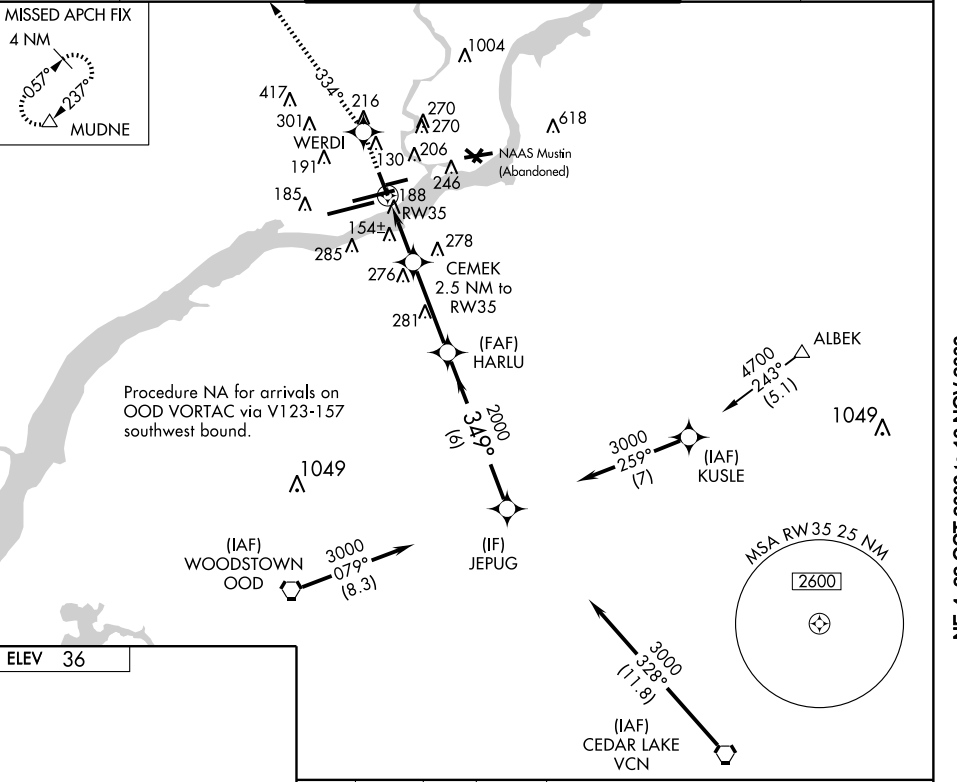 MISSED APCH FIX
4 NM
057°
237°
MUDNE
334°
1004
417
216
301
270
270
618
WERDI
130
206
NAAS Mustin
(Abandoned)
191
246
185
188
RW35
154±
285
278
276
CEMEK
2.5 NM to
RW35
281
(FAF)
HARLU
ALBEK
4700
243°
(5.1)
Procedure NA for arrivals on
OOD VORTAC via V123-157
southwest bound.
2000
349°
(6)
1049
3000
259°
(7)
(IAF)
KUSLE
1049
(IF)
JEPUG
(IAF)
WOODSTOWN
OOD
3000
079°
(8.3)
MSA RW35 25 NM
2600
ELEV 36
3000
328°
(11.8)
(IAF)
CEDAR LAKE
VCN